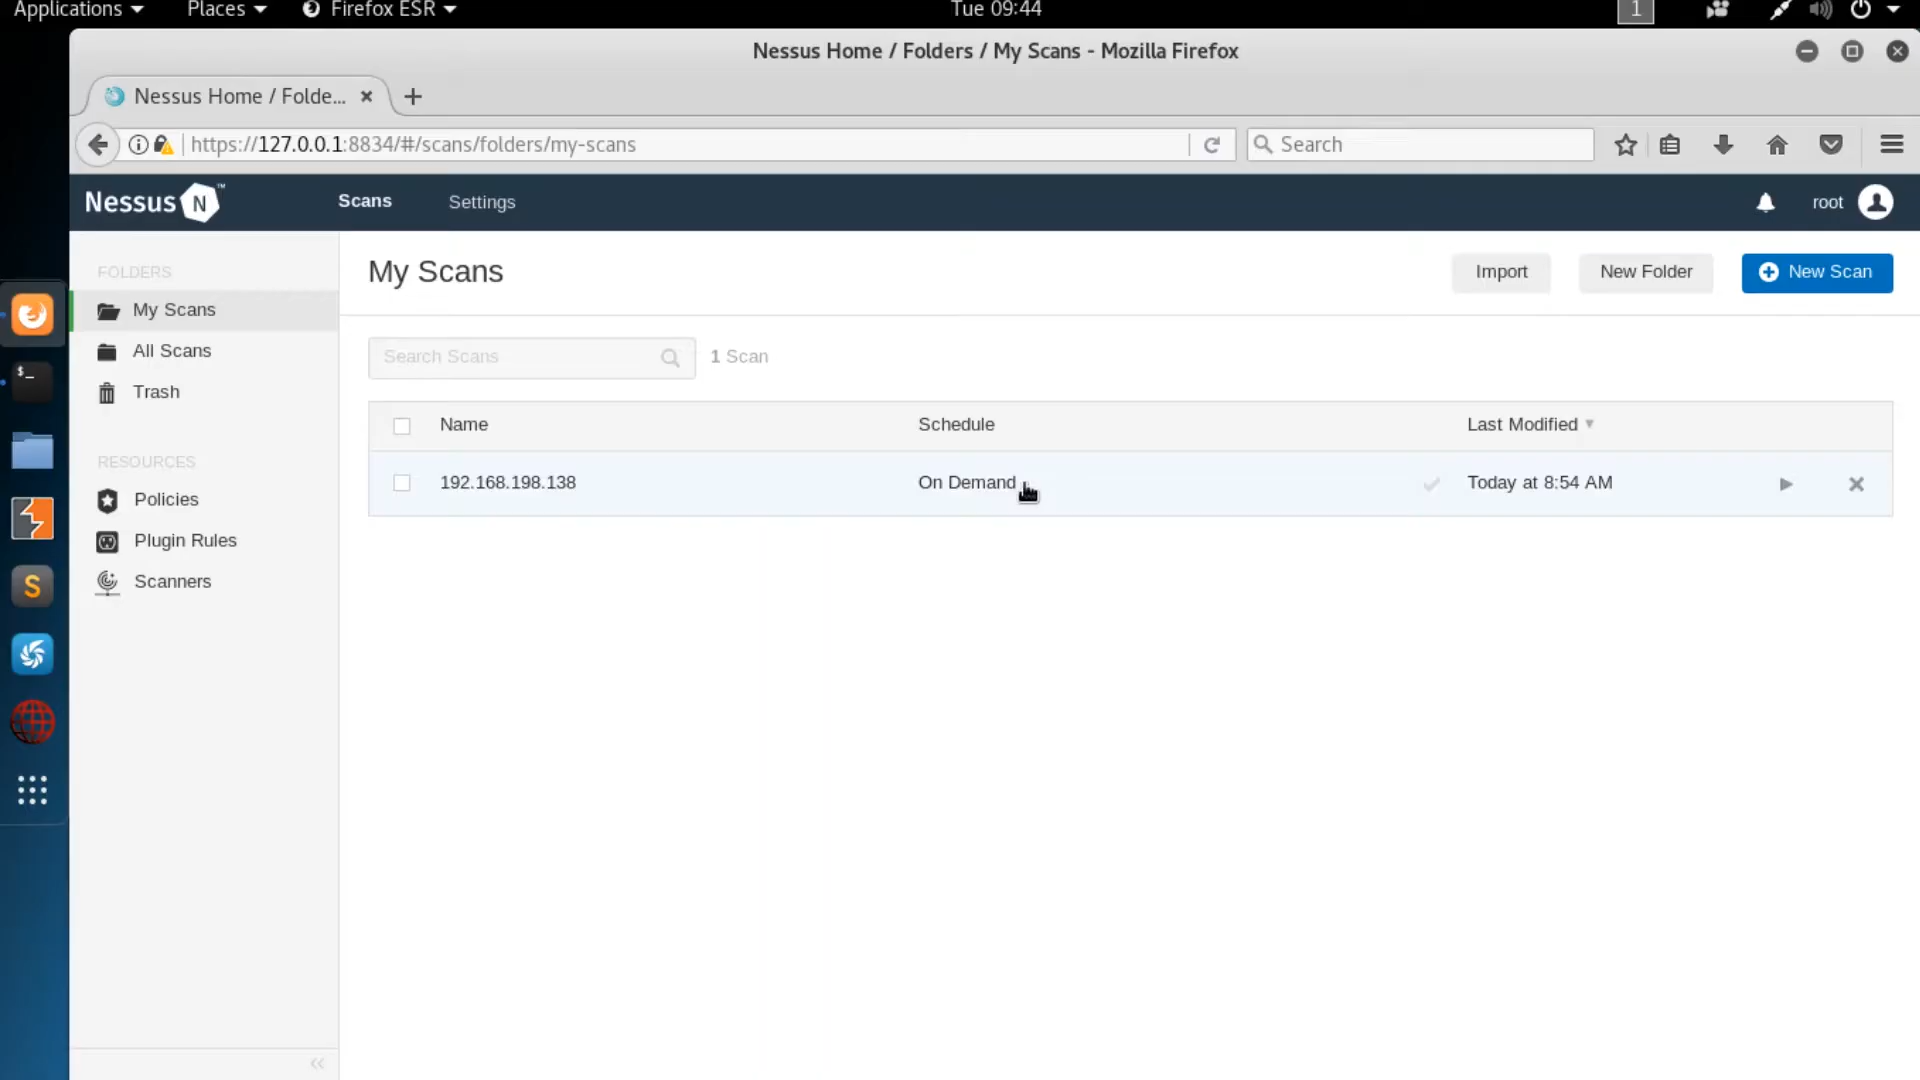 Applications Places Firefox ESR Tue 09:44 1
Nessus Home / Folders / My Scans - Mozilla Firefox
Nessus Home / Folde...
https://127.0.0.1:8834/#/scans/folders/my-scans Search
Nessus N ™ Scans Settings root
FOLDERS
My Scans
All Scans
Trash
RESOURCES
Policies
Plugin Rules
Scanners
My Scans Import New Folder New Scan
Search Scans 1 Scan
Name Schedule Last Modified
192.168.198.138 On Demand Today at 8:54 AM
$_
S